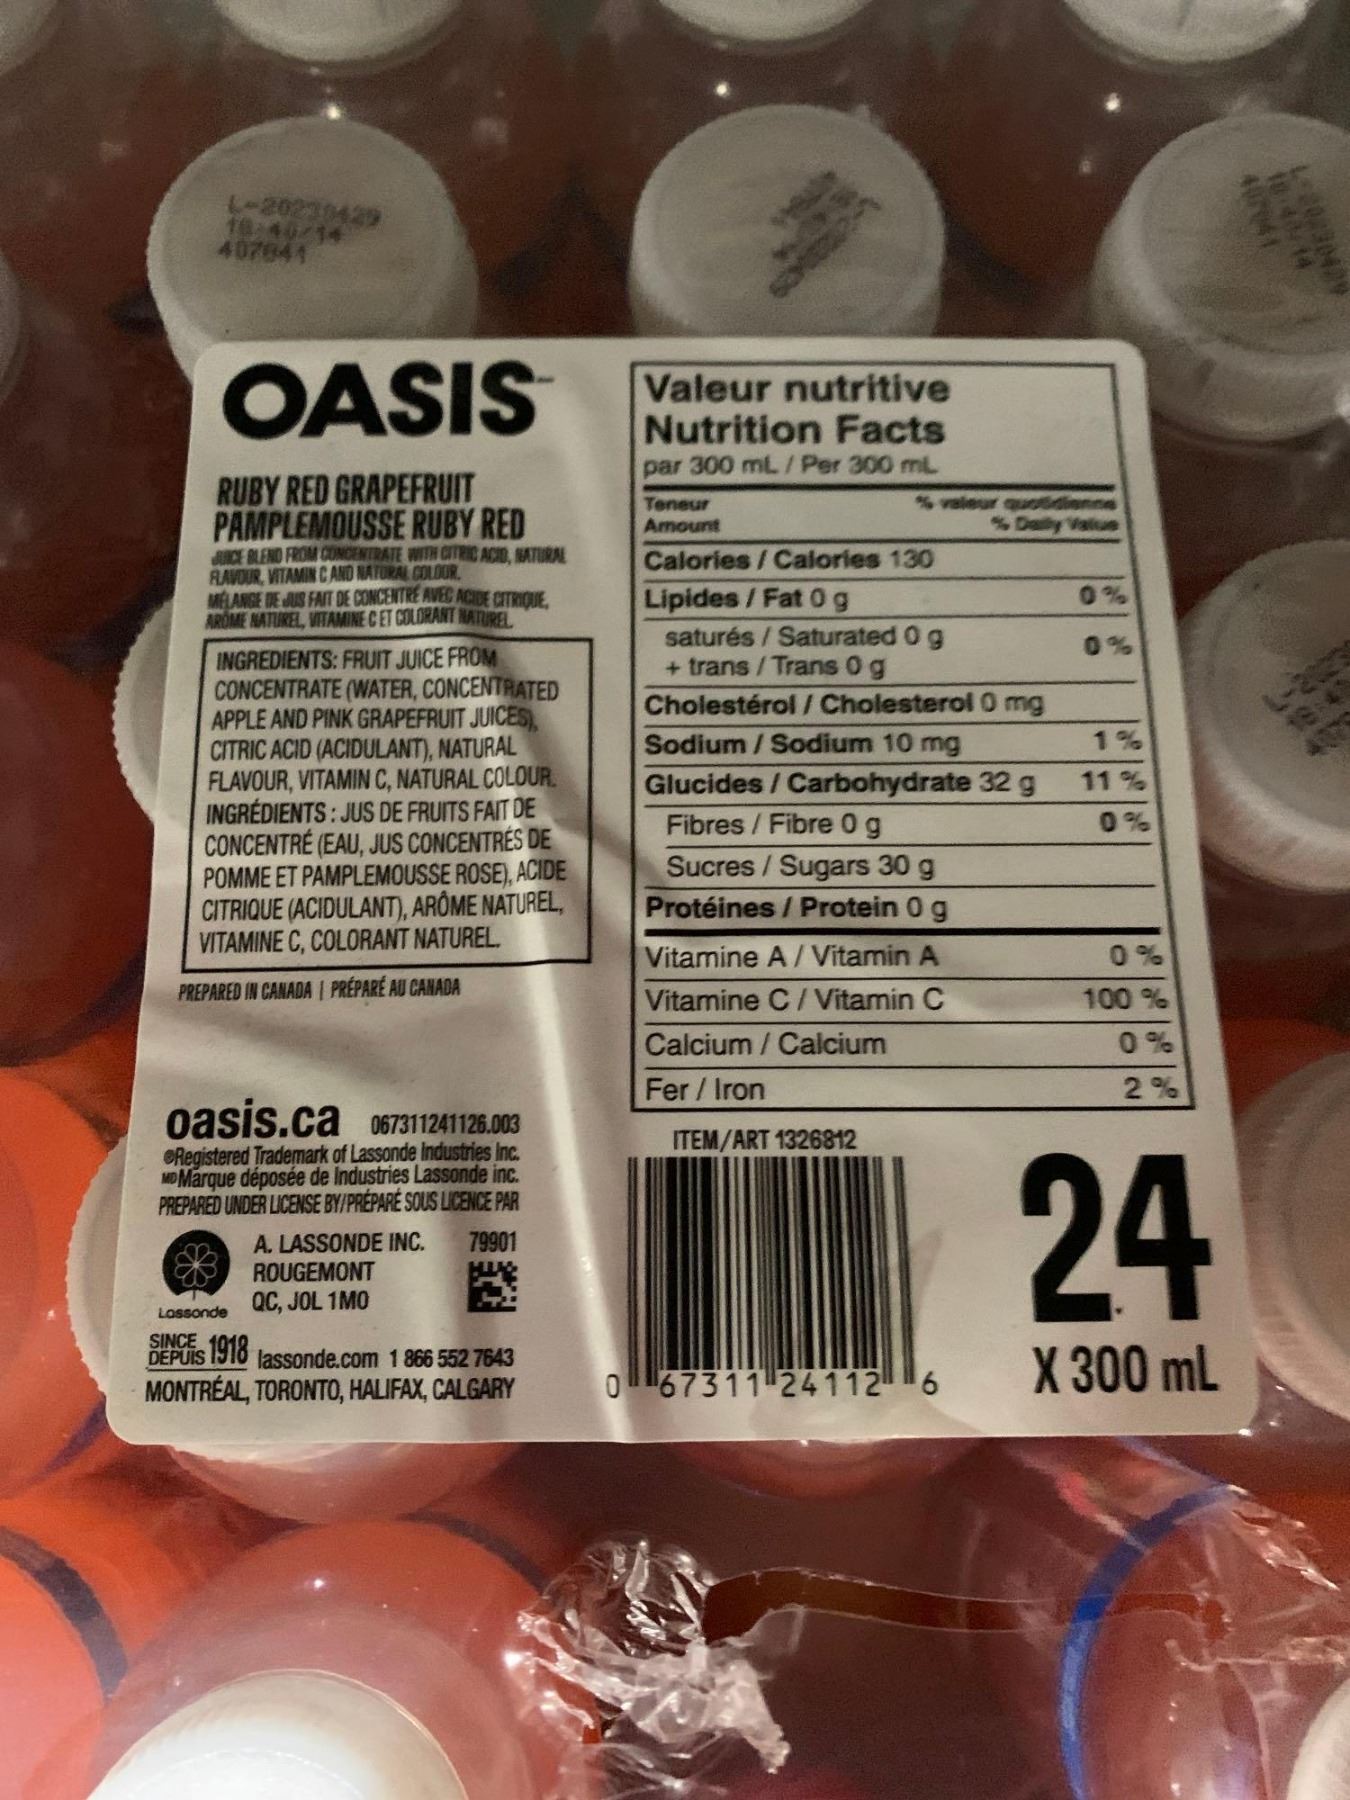 407841
OASIS
RUBY RED GRAPEFRUIT
PAMPLEMOUSSE RUBY RED
JUICE BLEND FROM CONCENTRATE WITH CITRIC ACID, NATURAL
FLAVOUR, VITAMIN C AND NATURAL COLOUR.
MÉLANGE DE JUS FAIT DE CONCENTRÉ AVEC ACIDE CITRIQUE,
ARÔME NATUREL, VITAMINE C ET COLORANT NATUREL.
INGREDIENTS: FRUIT JUICE FROM
CONCENTRATE (WATER, CONCENTRATED
APPLE AND PINK GRAPEFRUIT JUICES),
CITRIC ACID (ACIDULANT), NATURAL
FLAVOUR, VITAMIN C, NATURAL COLOUR.
INGRÉDIENTS : JUS DE FRUITS FAIT DE
CONCENTRÉ (EAU, JUS CONCENTRÉS DE
POMME ET PAMPLEMOUSSE ROSE), ACIDE
CITRIQUE (ACIDULANT), ARÔME NATUREL,
VITAMINE C, COLORANT NATUREL.
PREPARED IN CANADA | PRÉPARÉ AU CANADA
oasis.ca 067311241126.003
®Registered Trademark of Lassonde Industries Inc.
MD Marque déposée de Industries Lassonde inc.
PREPARED UNDER LICENSE BY/PRÉPARÉ SOUS LICENCE PAR
A. LASSONDE INC. 79901
ROUGEMONT
QC, J0L 1M0
Lassonde
SINCE DEPUIS 1918 lassonde.com 1 866 552 7643
MONTRÉAL, TORONTO, HALIFAX, CALGARY
Valeur nutritive
Nutrition Facts
par 300 mL / Per 300 mL
Teneur % valeur quotidienne
Amount % Daily Value
Calories / Calories 130
Lipides / Fat 0 g 0 %
saturés / Saturated 0 g
+ trans / Trans 0 g 0 %
Cholestérol / Cholesterol 0 mg
Sodium / Sodium 10 mg 1 %
Glucides / Carbohydrate 32 g 11 %
Fibres / Fibre 0 g 0 %
Sucres / Sugars 30 g
Protéines / Protein 0 g
Vitamine A / Vitamin A 0 %
Vitamine C / Vitamin C 100 %
Calcium / Calcium 0 %
Fer / Iron 2 %
ITEM/ART 1326812
0 67311 24112 6
24
X 300 mL